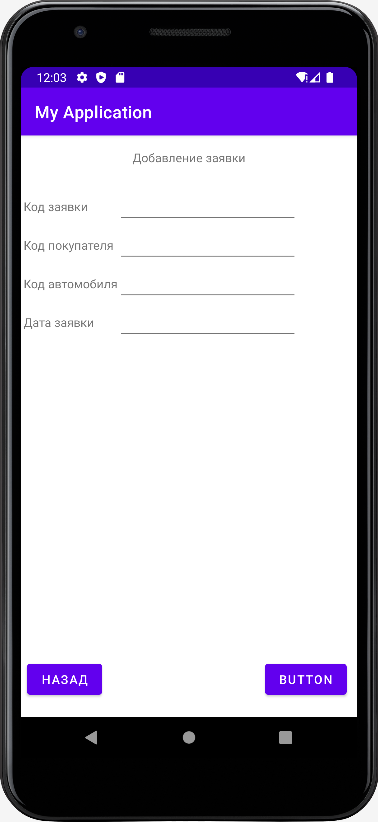 12:03
My Application
Добавление заявки
Код заявки
Код покупателя
Код автомобиля
Дата заявки
НАЗАД
BUTTON